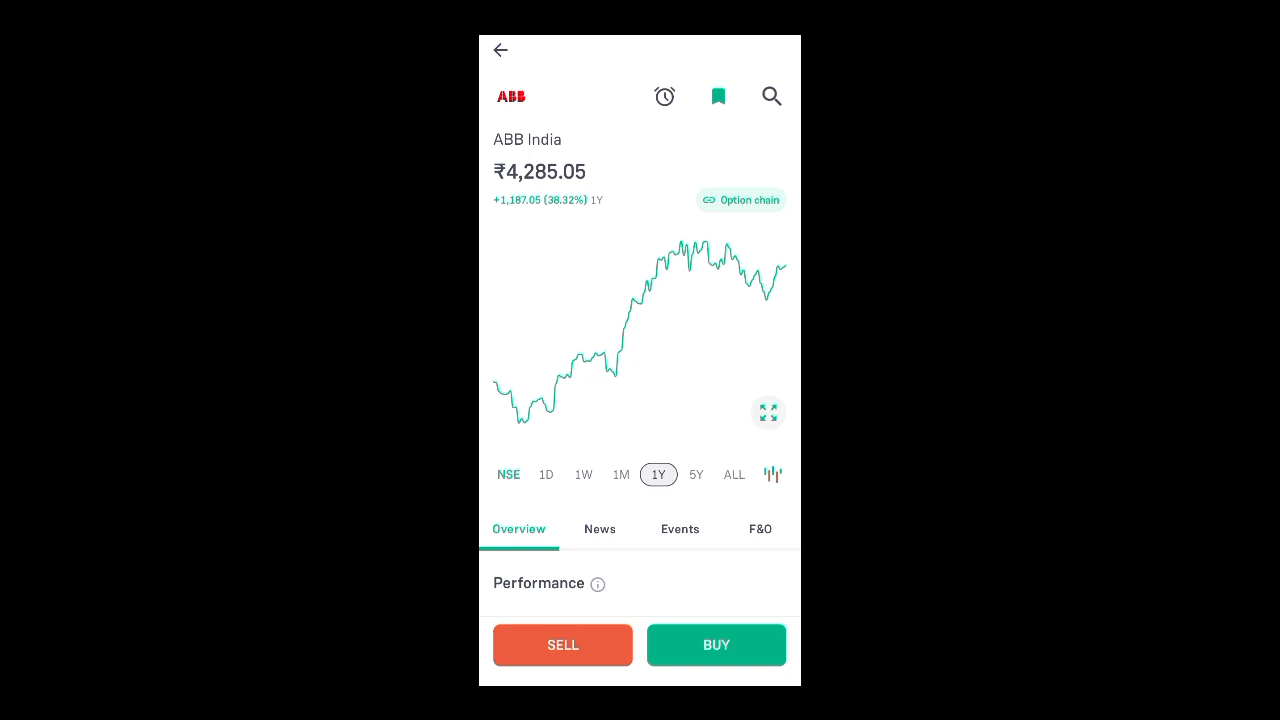 ABB
ABB India
₹4,285.05
+1,187.05 (38.32%) 1Y
Option chain
NSE 1D 1W 1M 1Y 5Y ALL
Overview News Events F&O
Performance
SELL BUY